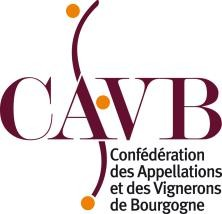 CAVB
Confédération
des Appellations
et des Vignerons
de Bourgogne